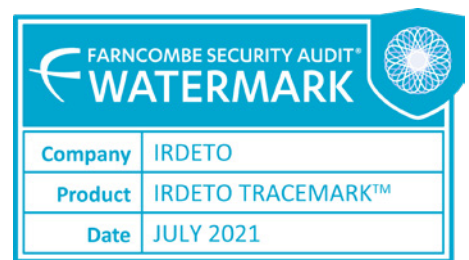 FARNCOMBE SECURITY AUDIT®
WATERMARK
Company IRDETO
Product IRDETO TRACEMARK™
Date JULY 2021